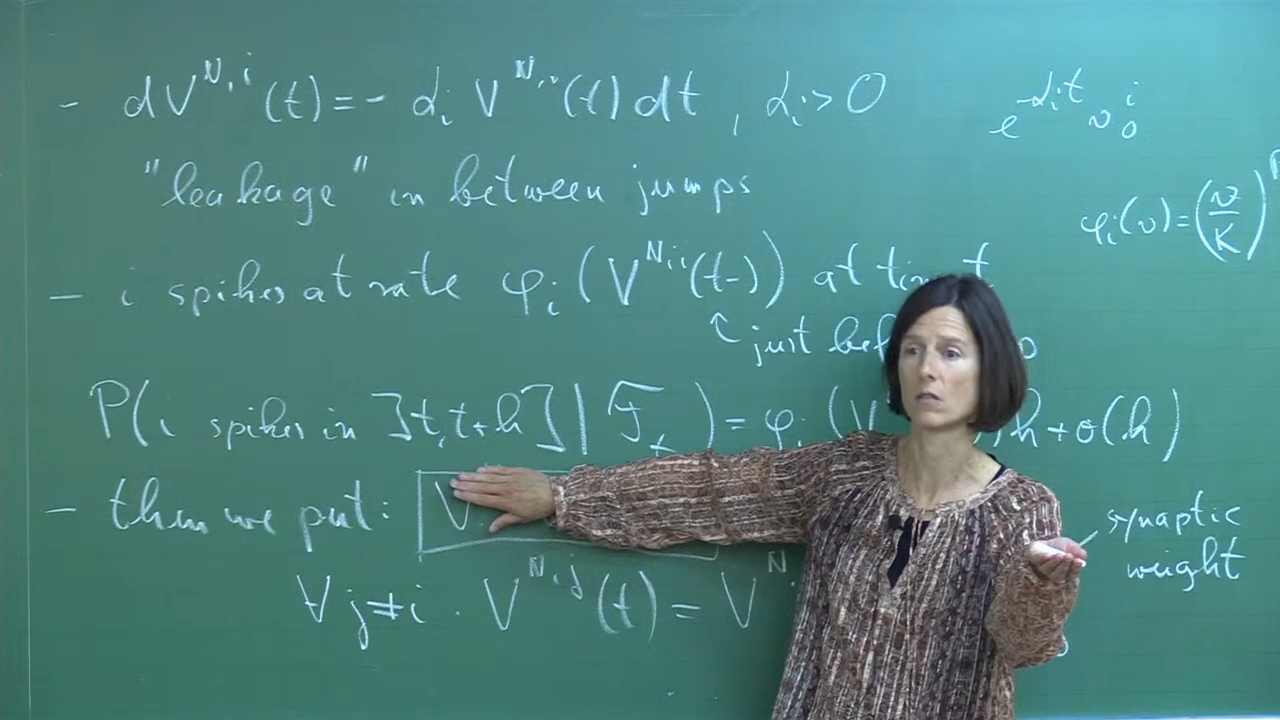 - dV^{N,i}(t) = - α_i V^{N,i}(t) dt , α_i > 0
e^{-α_i t} v_0^i
"leakage" in between jumps
φ_i(v) = (v/K)^
- i spikes at rate φ_i (V^{N,i}(t-)) at time t
↑ just bef
P( i spikes in ]t, t+h] | F_t ) = φ_i (V ) h + o(h)
- then we put: V
synaptic
weight
∀ j ≠ i . V^{N,j}(t) = V^{N,